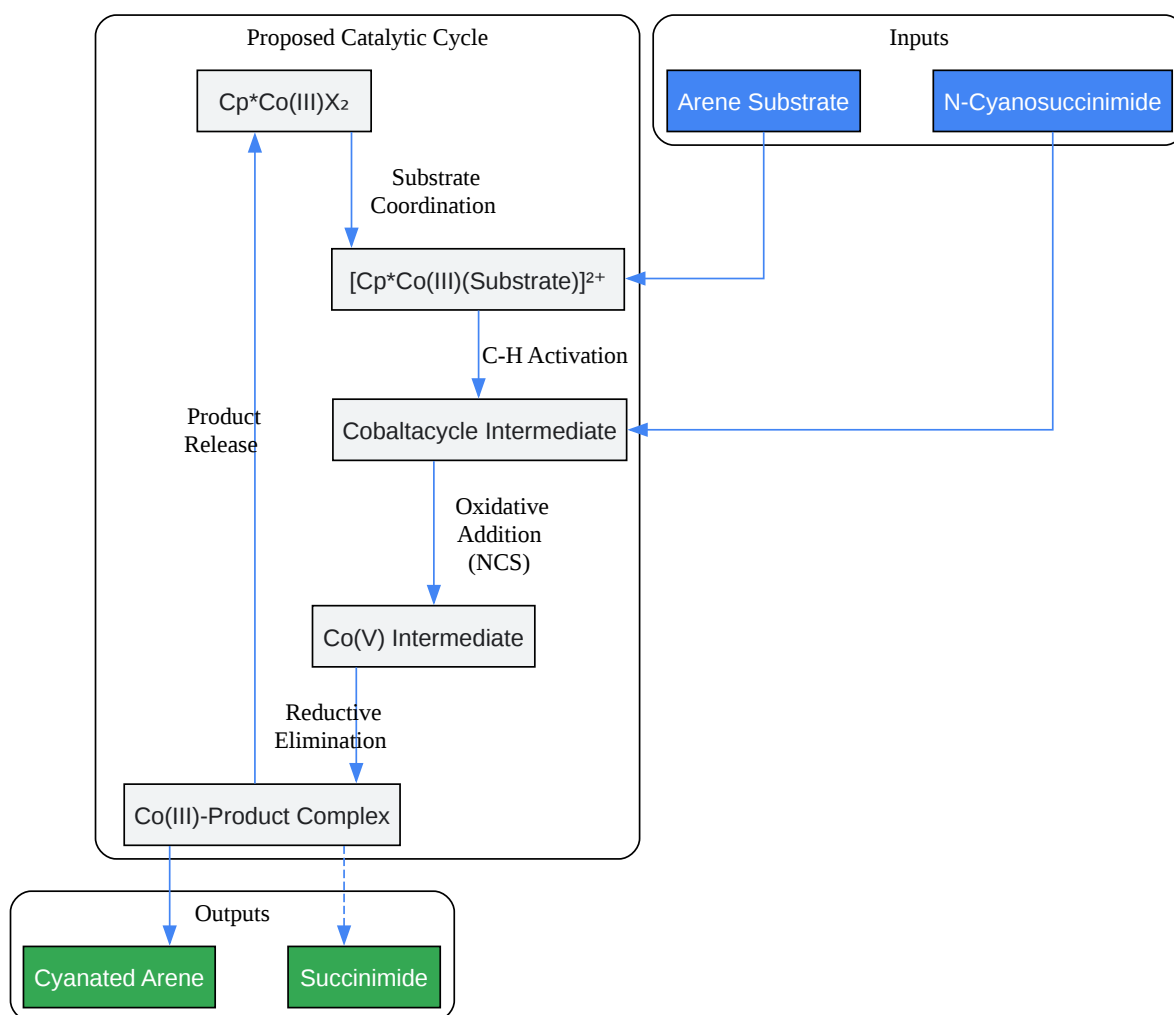 Proposed Catalytic Cycle
Inputs
Cp*Co(III)X₂
Arene Substrate
N-Cyanosuccinimide
Substrate
Coordination
[Cp*Co(III)(Substrate)]²⁺
C-H Activation
Product
Release
Cobaltacycle Intermediate
Oxidative
Addition
(NCS)
Co(V) Intermediate
Reductive
Elimination
Co(III)-Product Complex
Outputs
Cyanated Arene
Succinimide